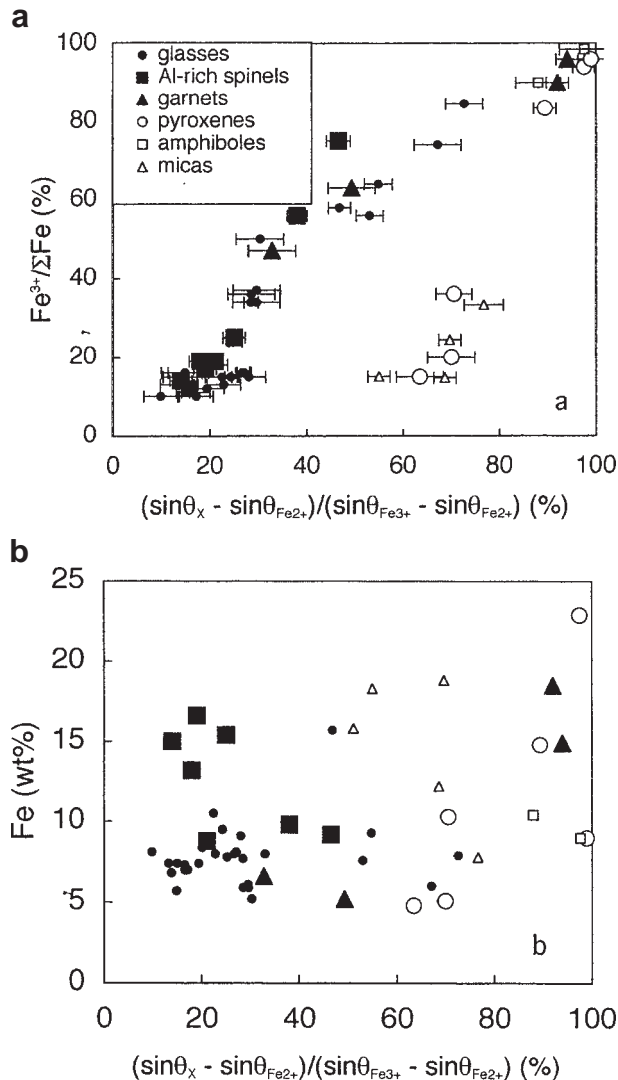 a
100
80
60
40
20
0
Fe³⁺/ΣFe (%)
glasses
Al-rich spinels
garnets
pyroxenes
amphiboles
micas
a
0 20 40 60 80 100
(sinθX - sinθFe2+)/(sinθFe3+ - sinθFe2+) (%)
b
25
20
15
10
5
0
Fe (wt%)
b
0 20 40 60 80 100
(sinθX - sinθFe2+)/(sinθFe3+ - sinθFe2+) (%)